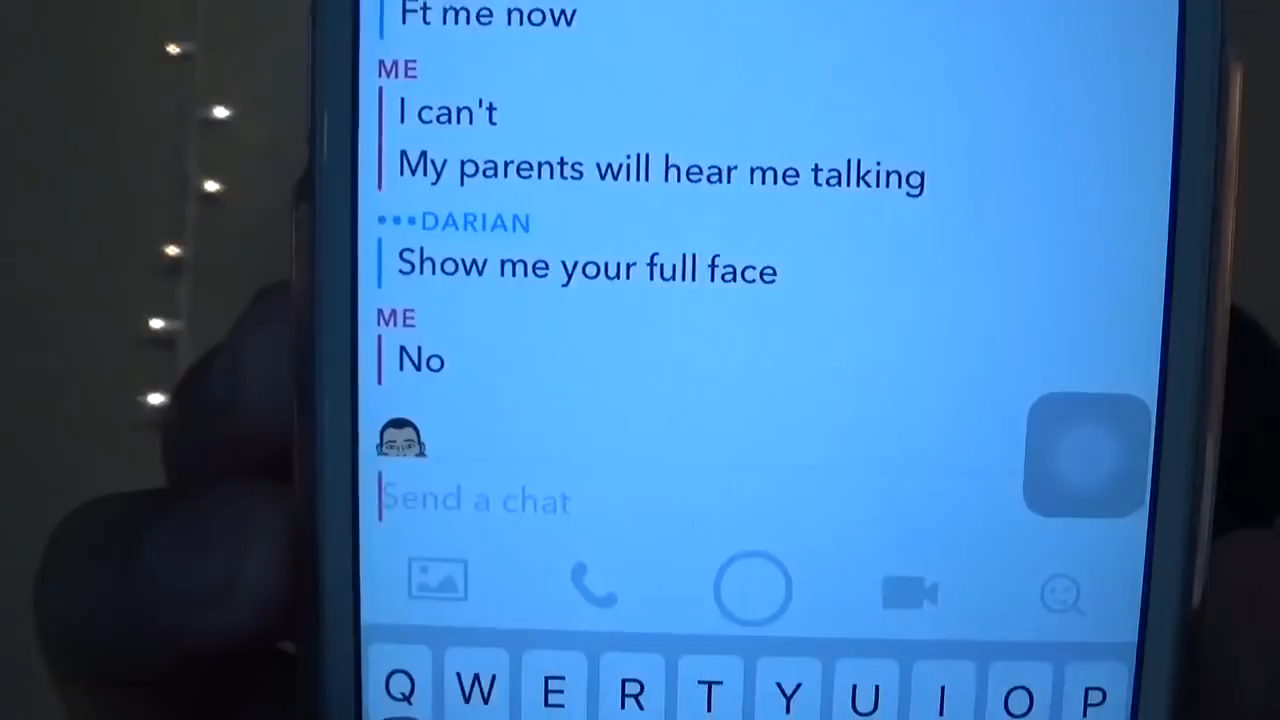 Ft me now
ME
I can't
My parents will hear me talking
•••DARIAN
Show me your full face
ME
No
Send a chat
Q W E R T Y U I O P